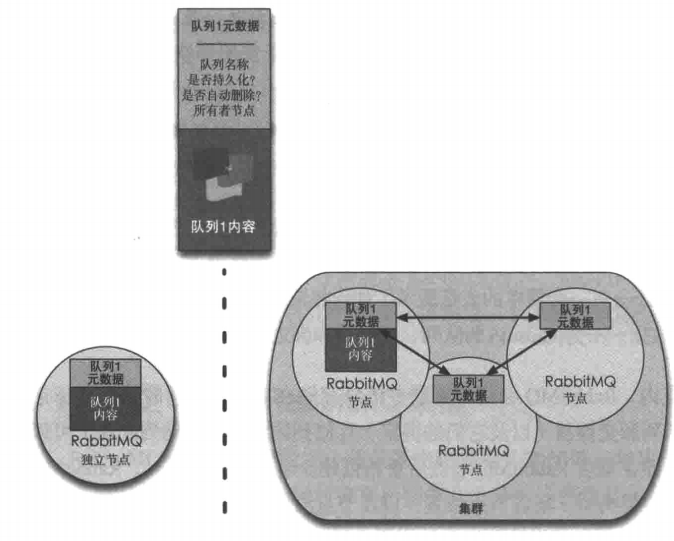 队列1元数据
队列名称
是否持久化?
是否自动删除?
所有者节点
队列1内容
队列1
元数据
队列1
内容
RabbitMQ
独立节点
队列1
元数据
队列1
内容
RabbitMQ
节点
队列1
元数据
RabbitMQ
节点
队列1
元数据
RabbitMQ
节点
集群